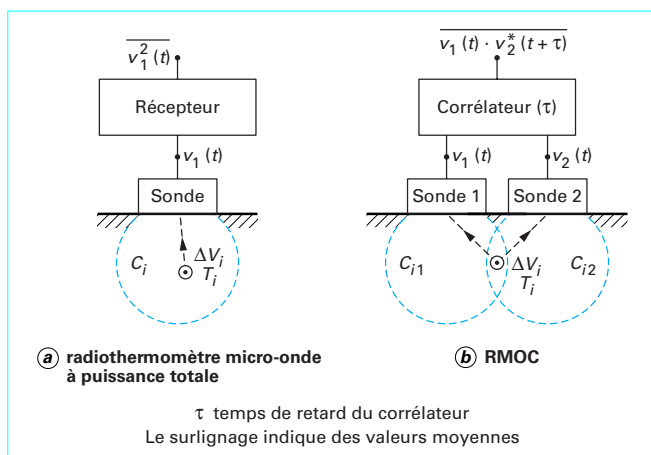 v₁²(t)
Récepteur
v₁ (t)
Sonde
Cᵢ
ΔVᵢ
Tᵢ
a radiothermomètre micro-onde
à puissance totale
v₁ (t) · v₂* (t + τ)
Corrélateur (τ)
v₁ (t) v₂ (t)
Sonde 1 Sonde 2
Cᵢ₁ ΔVᵢ Cᵢ₂
Tᵢ
b RMOC
τ temps de retard du corrélateur
Le surlignage indique des valeurs moyennes